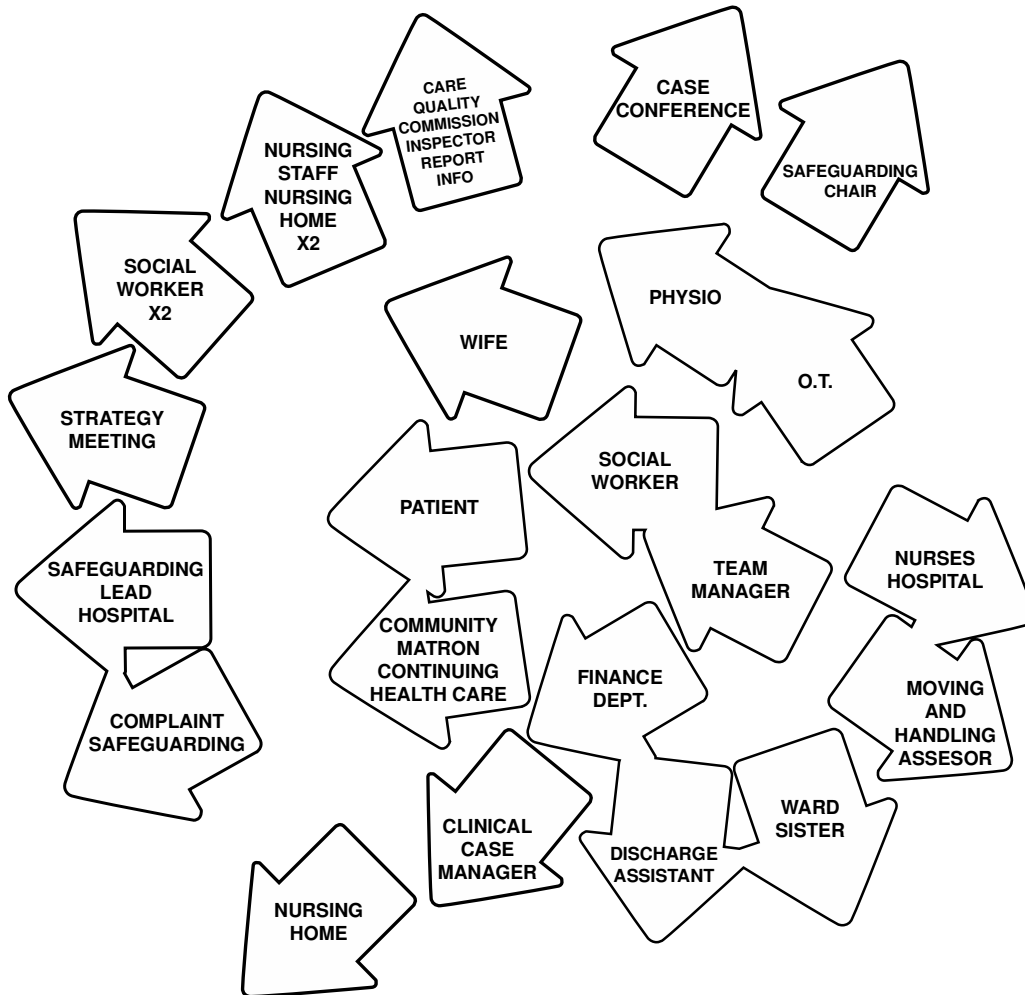 CARE
QUALITY
COMMISSION
INSPECTOR
REPORT
INFO
CASE
CONFERENCE
SAFEGUARDING
CHAIR
NURSING
STAFF
NURSING
HOME
X2
SOCIAL
WORKER
X2
WIFE
PHYSIO
O.T.
STRATEGY
MEETING
PATIENT
SOCIAL
WORKER
SAFEGUARDING
LEAD
HOSPITAL
TEAM
MANAGER
NURSES
HOSPITAL
COMMUNITY
MATRON
CONTINUING
HEALTH CARE
FINANCE
DEPT.
MOVING
AND
HANDLING
ASSESOR
COMPLAINT
SAFEGUARDING
CLINICAL
CASE
MANAGER
DISCHARGE
ASSISTANT
WARD
SISTER
NURSING
HOME